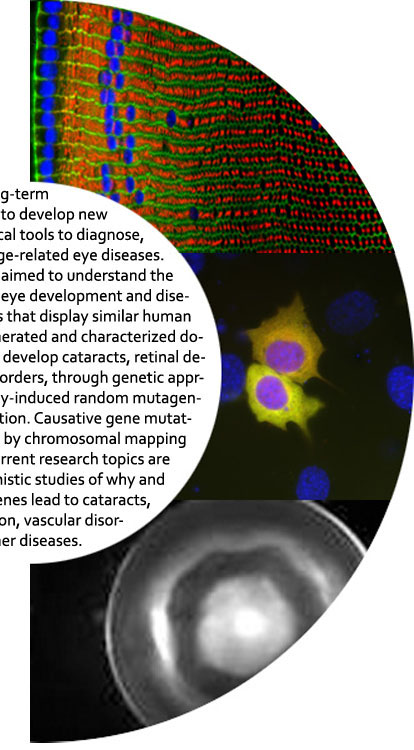 g-term
to develop new
cal tools to diagnose,
ge-related eye diseases.
aimed to understand the
eye development and dise-
s that display similar human
nerated and characterized do-
develop cataracts, retinal de-
orders, through genetic appr-
y-induced random mutagen-
tion. Causative gene mutat-
by chromosomal mapping
rrent research topics are
nistic studies of why and
enes lead to cataracts,
on, vascular disor-
ner diseases.